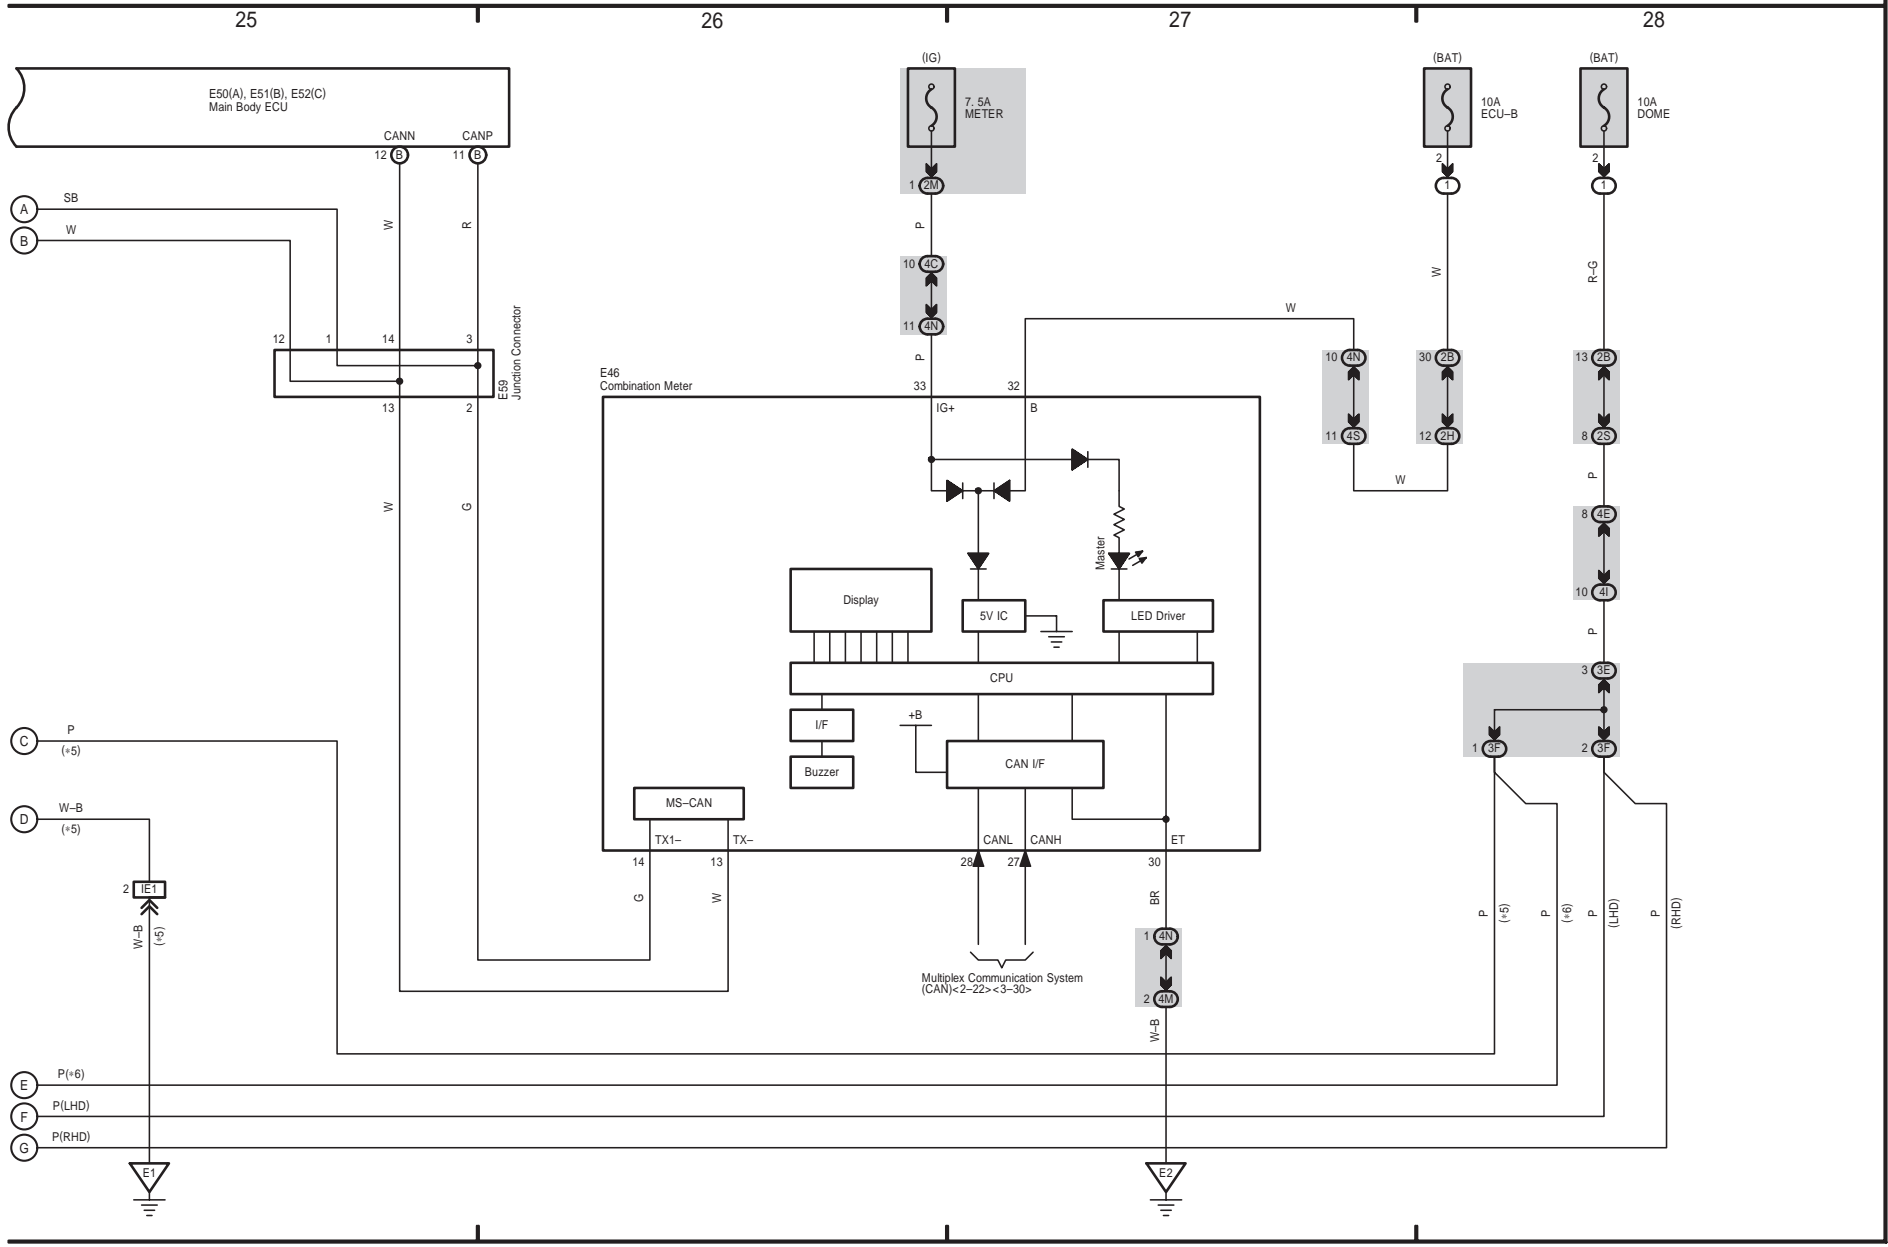 25
26
27
28
(IG)
(BAT)
(BAT)
E50(A), E51(B), E52(C)
Main Body ECU
7. 5A
METER
10A
ECU–B
10A
DOME
CANN
CANP
12 B
11 B
2
2
1 2M
1
1
A
SB
B
W
W
R
P
W
R–G
10 4C
11 4N
W
12
1
14
3
E59
Junction Connector
P
10 4N
30 2B
13 2B
E46
Combination Meter
33
32
13
2
IG+
B
11 4S
12 2H
8 2S
W
P
W
G
8 4E
Master
Display
5V IC
LED Driver
10 4I
P
CPU
3 3E
+B
I/F
C
P
(∗5)
1 3F
2 3F
CAN I/F
Buzzer
MS–CAN
D
W–B
(∗5)
TX1–
TX–
CANL
CANH
ET
14
13
28
27
30
2 IE1
G
W
BR
P
(∗5)
P
(∗6)
P
(LHD)
P
(RHD)
W–B
(∗5)
1 4N
Multiplex Communication System
(CAN)<2–22><3–30>
2 4M
W–B
E
P(∗6)
F
P(LHD)
G
P(RHD)
E1
E2